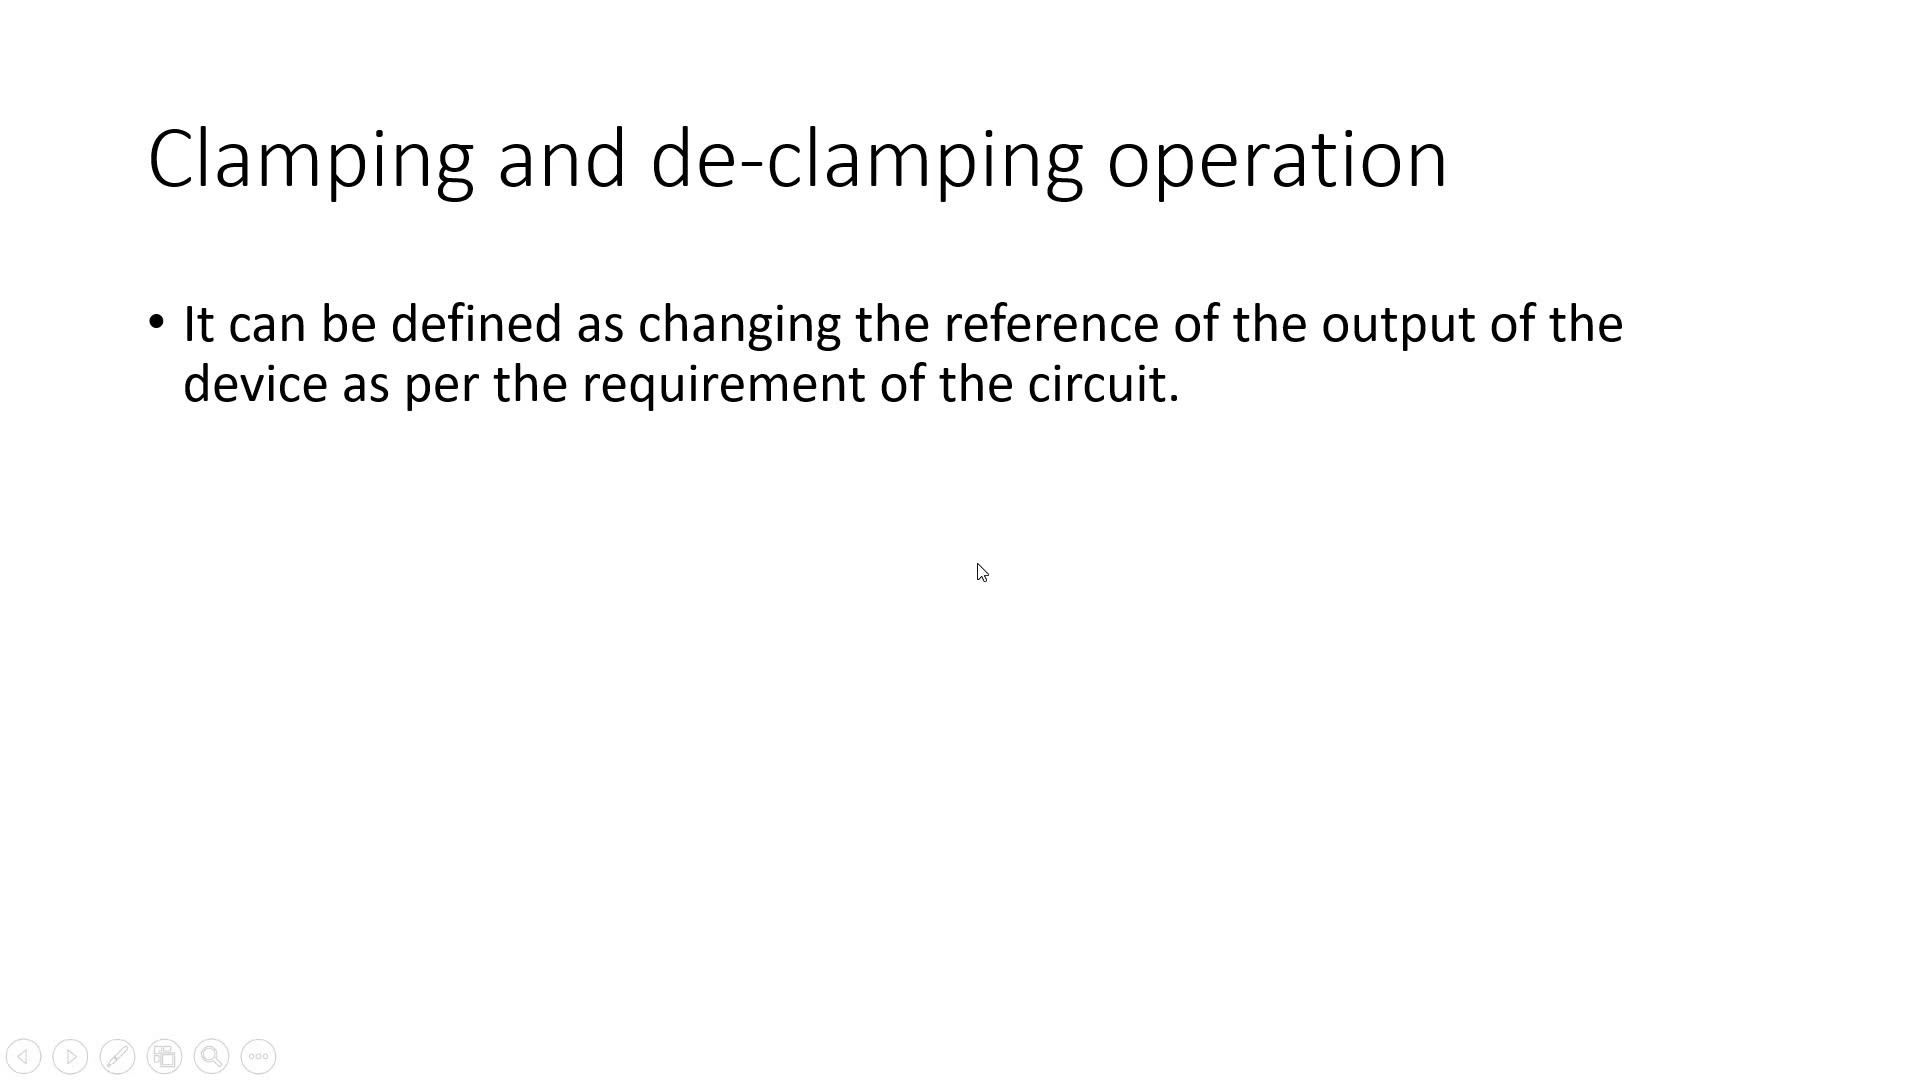 Clamping and de-clamping operation
• It can be defined as changing the reference of the output of the
device as per the requirement of the circuit.